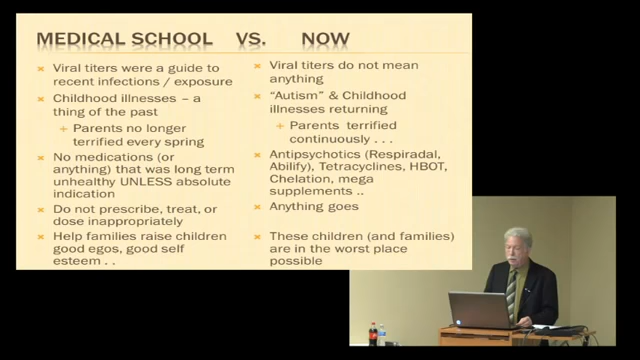 MEDICAL SCHOOL VS. NOW
Viral titers were a guide to
recent infections / exposure
Childhood illnesses – a
thing of the past
Parents no longer
terrified every spring
No medications (or
anything) that was long term
unhealthy UNLESS absolute
indication
Do not prescribe, treat, or
dose inappropriately
Help families raise children
good egos, good self
esteem . .
Viral titers do not mean
anything
“Autism” & Childhood
illnesses returning
Parents terrified
continuously . . .
Antipsychotics (Respiradal,
Abilify), Tetracyclines, HBOT,
Chelation, mega
supplements . .
Anything goes
These children (and families)
are in the worst place
possible